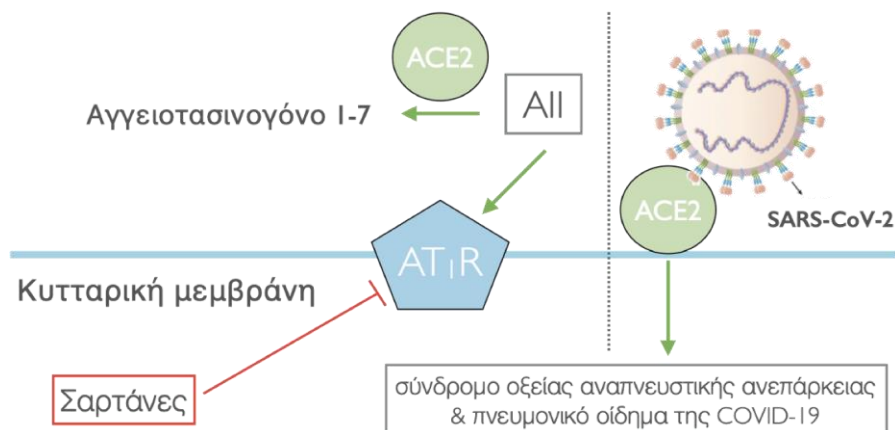 ACE2
AII
Αγγειοτασινογόνο 1-7
ACE2
SARS-CoV-2
AT1R
Κυτταρική μεμβράνη
Σαρτάνες
σύνδρομο οξείας αναπνευστικής ανεπάρκειας
& πνευμονικό οίδημα της COVID-19